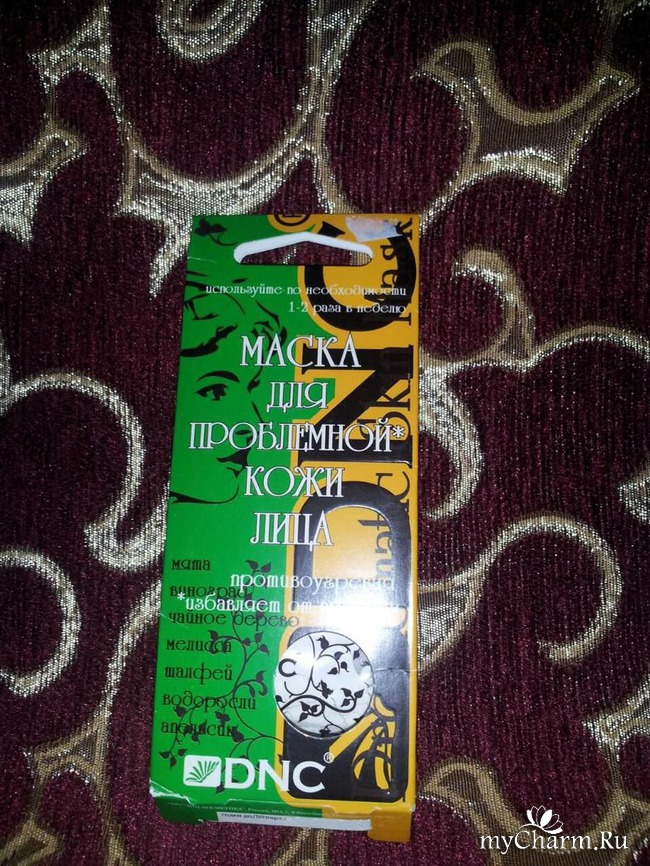 используйте по необходимости
1-2 раза в неделю
МАСКА
ДЛЯ
ПРОБЛЕМНОЙ*
КОЖИ
ЛИЦА
противоугревая
*избавляет от
мята
виноград
чайное дерево
мелисса
шалфей
водоросли
апельсин
C
DNC®
DNC
myCharm.Ru